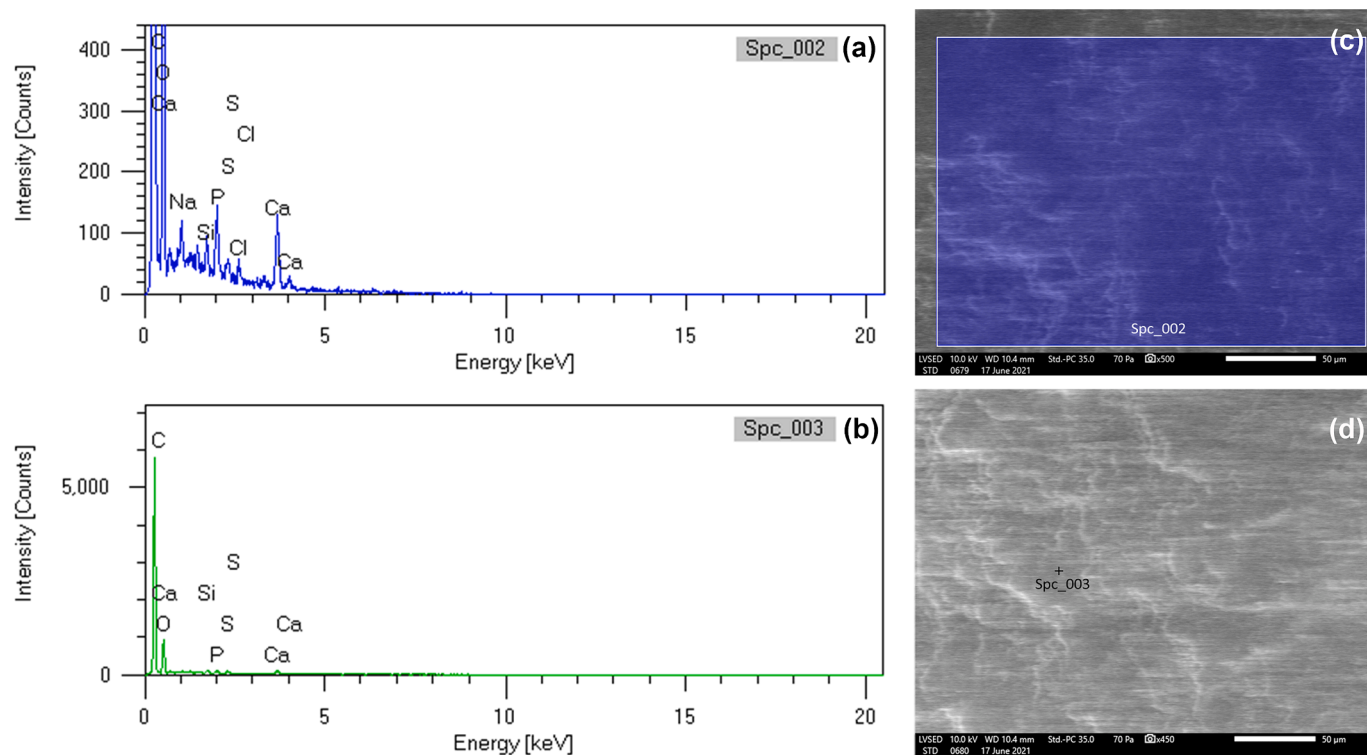 Spc_002 (a)
Intensity [Counts]
400
300
200
100
0
C
O
Ca
Na
Si
P
S
Cl
S
Cl
Ca
Ca
0 5 10 15 20
Energy [keV]
(c)
Spc_002
LVSED 10.0 kV WD 10.4 mm Std.-PC 35.0 70 Pa x500 50 µm
STD 0679 17 June 2021
Spc_003 (b)
Intensity [Counts]
5,000
0
C
Ca
O
Si
P
S
S
Ca
Ca
0 5 10 15 20
Energy [keV]
(d)
Spc_003
LVSED 10.0 kV WD 10.4 mm Std.-PC 35.0 70 Pa x450 50 µm
STD 0680 17 June 2021